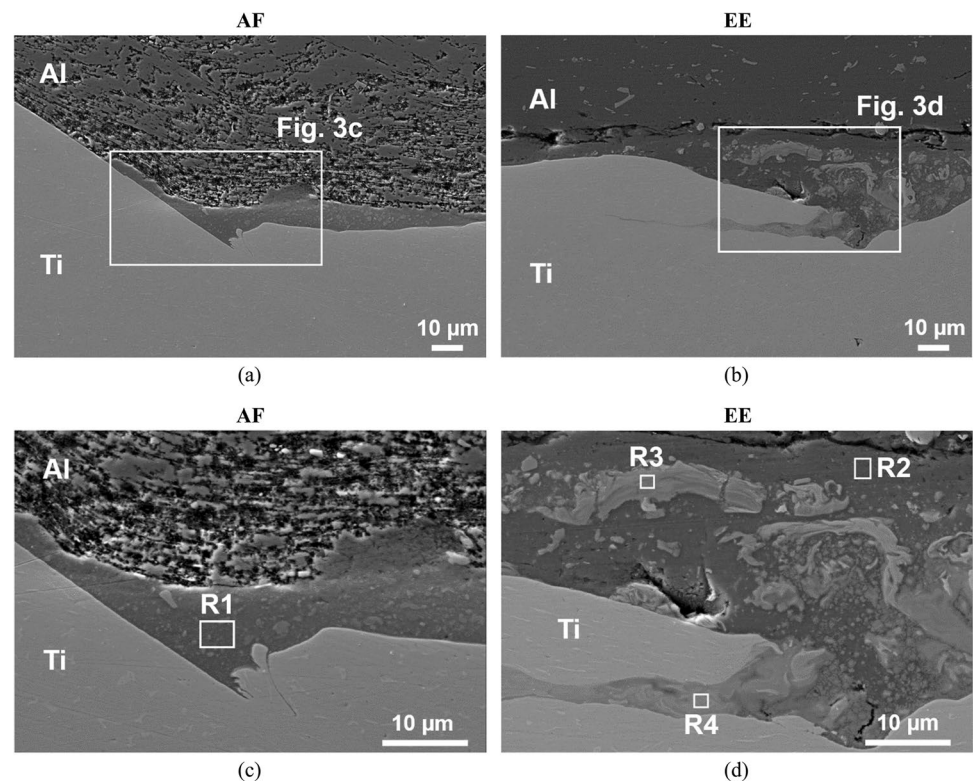 AF
EE
Al
Fig. 3c
Ti
10 µm
Al
Fig. 3d
Ti
10 µm
(a)
(b)
AF
EE
Al
R1
Ti
10 µm
R3
R2
Ti
R4
10 µm
(c)
(d)